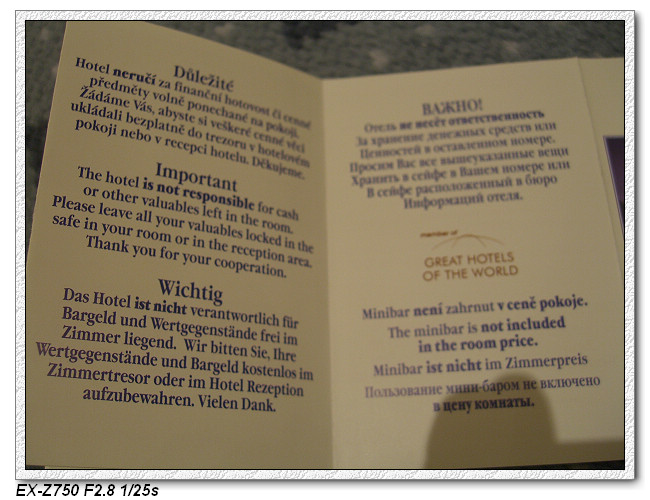 Důležité
Hotel neručí za finanční hotovost či cenné
předměty volně ponechané na pokoji.
Žádáme Vás, abyste si veškeré cenné věci
ukládali bezplatně do trezoru v hotelovém
pokoji nebo v recepci hotelu. Děkujeme.
Important
The hotel is not responsible for cash
or other valuables left in the room.
Please leave all your valuables locked in the
safe in your room or in the reception area.
Thank you for your cooperation.
Wichtig
Das Hotel ist nicht verantwortlich für
Bargeld und Wertgegenstände frei im
Zimmer liegend. Wir bitten Sie, Ihre
Wertgegenstände und Bargeld kostenlos im
Zimmertresor oder im Hotel Rezeption
aufzubewahren. Vielen Dank.
ВАЖНО!
Отель не несёт ответственность
За хранение денежных средств или
Ценностей в оставленном номере.
Просим Вас все вышеуказанные вещи
Хранить в сейфе в Вашем номере или
В сейфе расположенный в бюро
Информаций отеля.
member of
GREAT HOTELS
OF THE WORLD
Minibar není zahrnut v ceně pokoje.
The minibar is not included
in the room price.
Minibar ist nicht im Zimmerpreis
Пользование мини-баром не включено
в цену комнаты.
EX-Z750 F2.8 1/25s